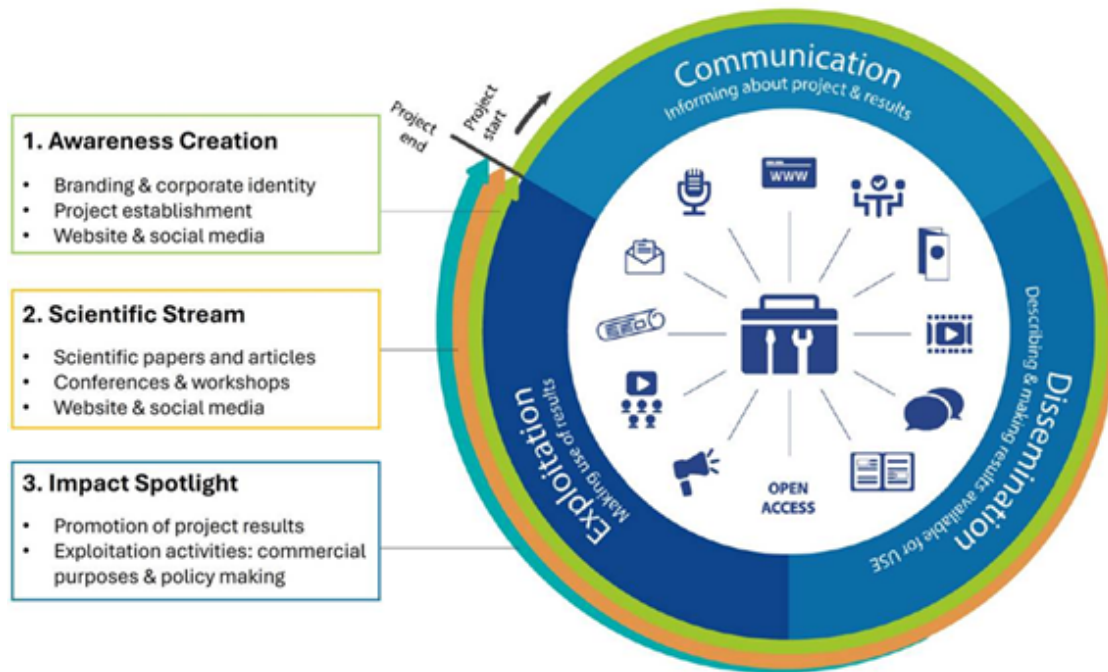 1. Awareness Creation
• Branding & corporate identity
• Project establishment
• Website & social media
2. Scientific Stream
• Scientific papers and articles
• Conferences & workshops
• Website & social media
3. Impact Spotlight
• Promotion of project results
• Exploitation activities: commercial
purposes & policy making
Project
end
Project
start
Communication
Informing about project & results
WWW
Dissemination
Describing & making results available for USE
Exploitation
Making use of results
OPEN
ACCESS